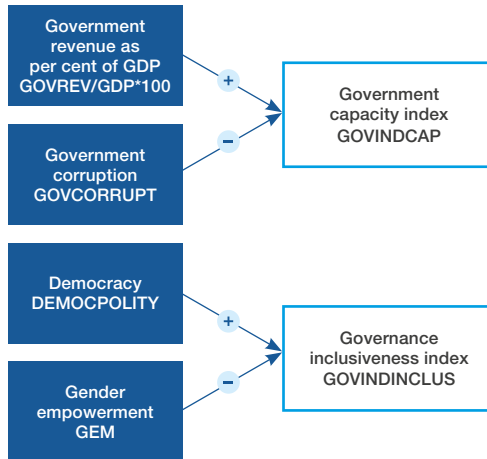 Government
revenue as
per cent of GDP
GOVREV/GDP*100
+
Government
capacity index
GOVINDCAP
−
Government
corruption
GOVCORRUPT
Democracy
DEMOCPOLITY
+
Governance
inclusiveness index
GOVINDINCLUS
−
Gender
empowerment
GEM